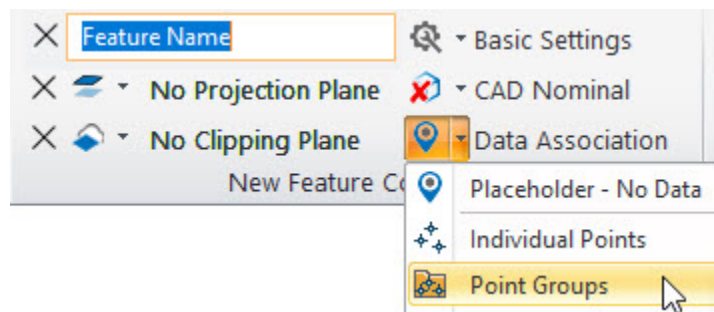 Feature Name
Basic Settings
No Projection Plane
CAD Nominal
No Clipping Plane
Data Association
New Feature Co
Placeholder - No Data
Individual Points
Point Groups